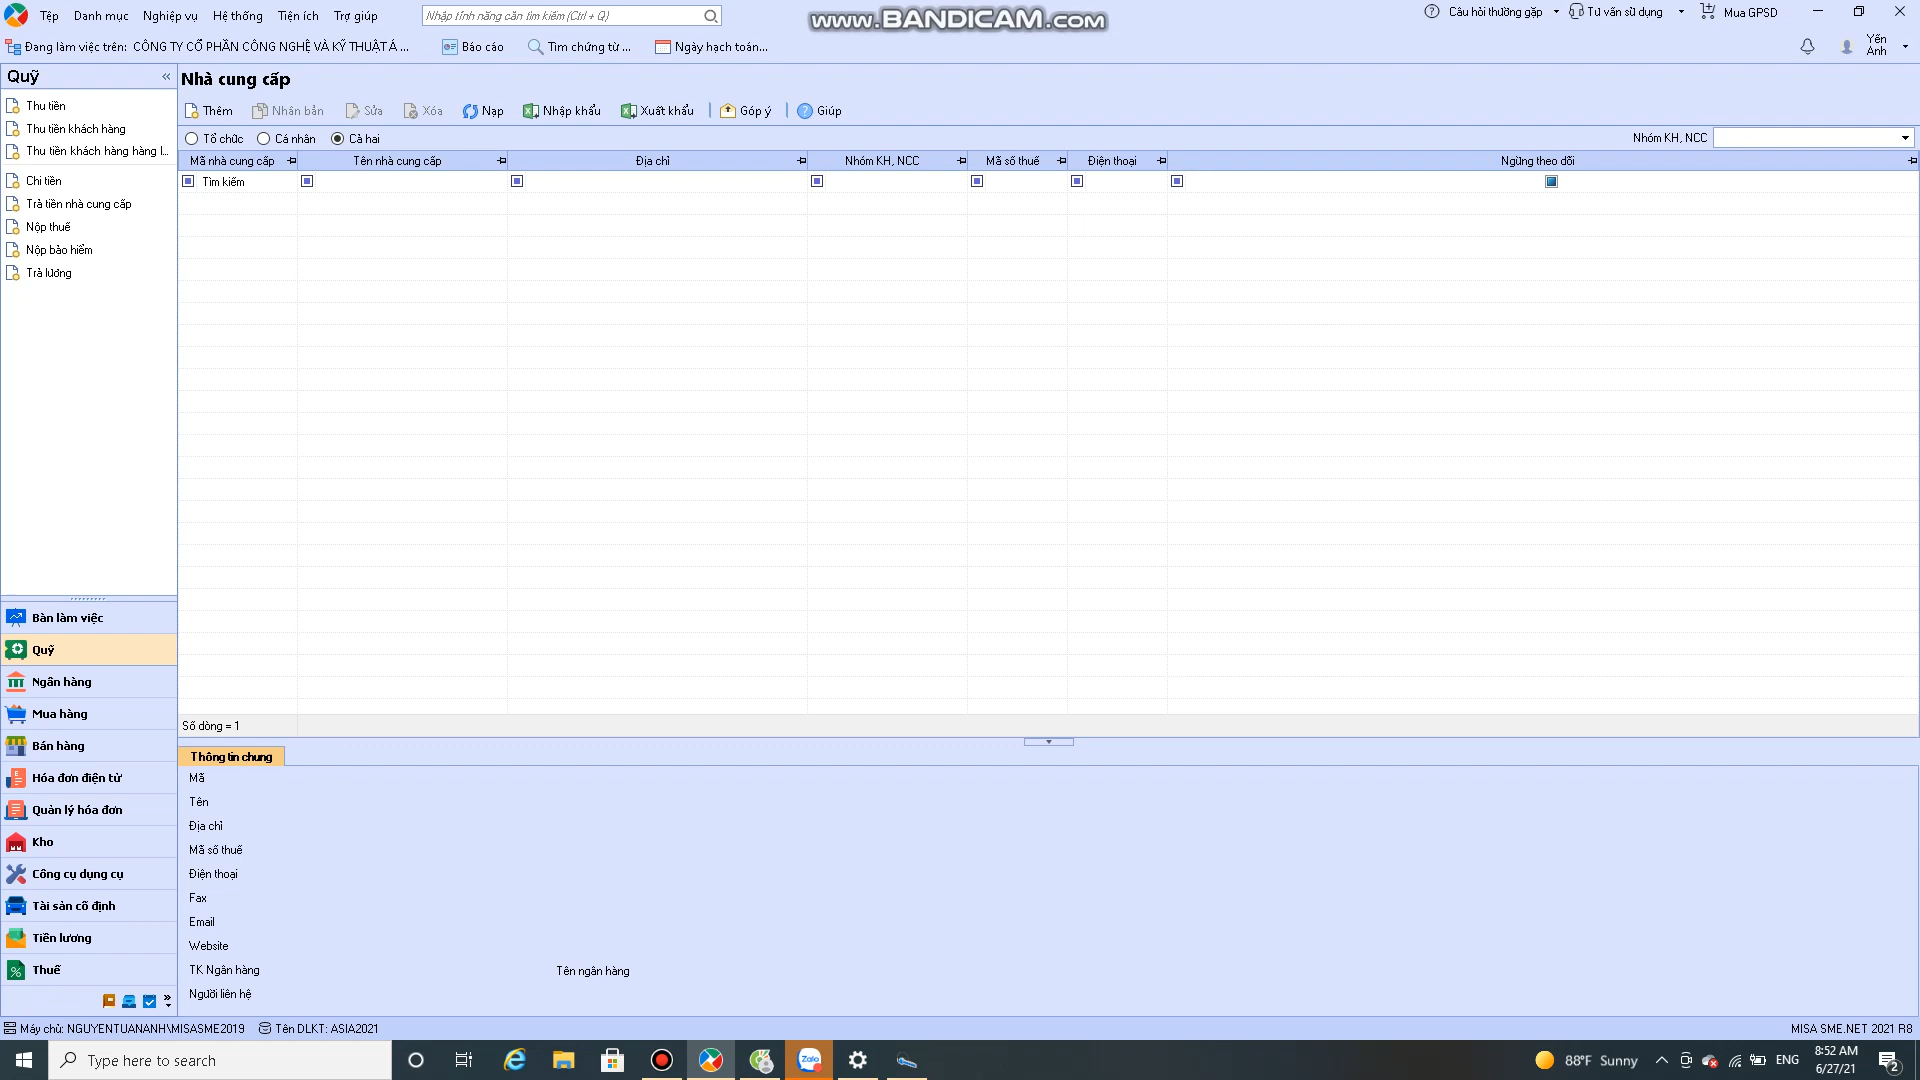 Tệp Danh mục Nghiệp vụ Hệ thống Tiện ích Trợ giúp
Nhập tính năng cần tìm kiếm (Ctrl + Q)
www.BANDICAM.com
Câu hỏi thường gặp
Tư vấn sử dụng
Mua GPSD
Đang làm việc trên: CÔNG TY CỔ PHẦN CÔNG NGHỆ VÀ KỸ THUẬT Á ...
Báo cáo
Tìm chứng từ ...
Ngày hạch toán...
Yến
Anh
Quỹ
Thu tiền
Thu tiền khách hàng
Thu tiền khách hàng hàng l...
Chi tiền
Trả tiền nhà cung cấp
Nộp thuế
Nộp bảo hiểm
Trả lương
Bàn làm việc
Quỹ
Ngân hàng
Mua hàng
Bán hàng
Hóa đơn điện tử
Quản lý hóa đơn
Kho
Công cụ dụng cụ
Tài sản cố định
Tiền lương
Thuế
Nhà cung cấp
Thêm Nhân bản Sửa Xóa Nạp Nhập khẩu Xuất khẩu Góp ý Giúp
Tổ chức Cá nhân Cả hai
Nhóm KH, NCC
Mã nhà cung cấp Tên nhà cung cấp Địa chỉ Nhóm KH, NCC Mã số thuế Điện thoại Ngừng theo dõi
Tìm kiếm
Số dòng = 1
Thông tin chung
Mã
Tên
Địa chỉ
Mã số thuế
Điện thoại
Fax
Email
Website
TK Ngân hàng Tên ngân hàng
Người liên hệ
Máy chủ: NGUYENTUANANH\MISASME2019 Tên DLKT: ASIA2021
MISA SME.NET 2021 R8
Type here to search
Zalo
88°F Sunny
ENG
8:52 AM
6/27/21
2